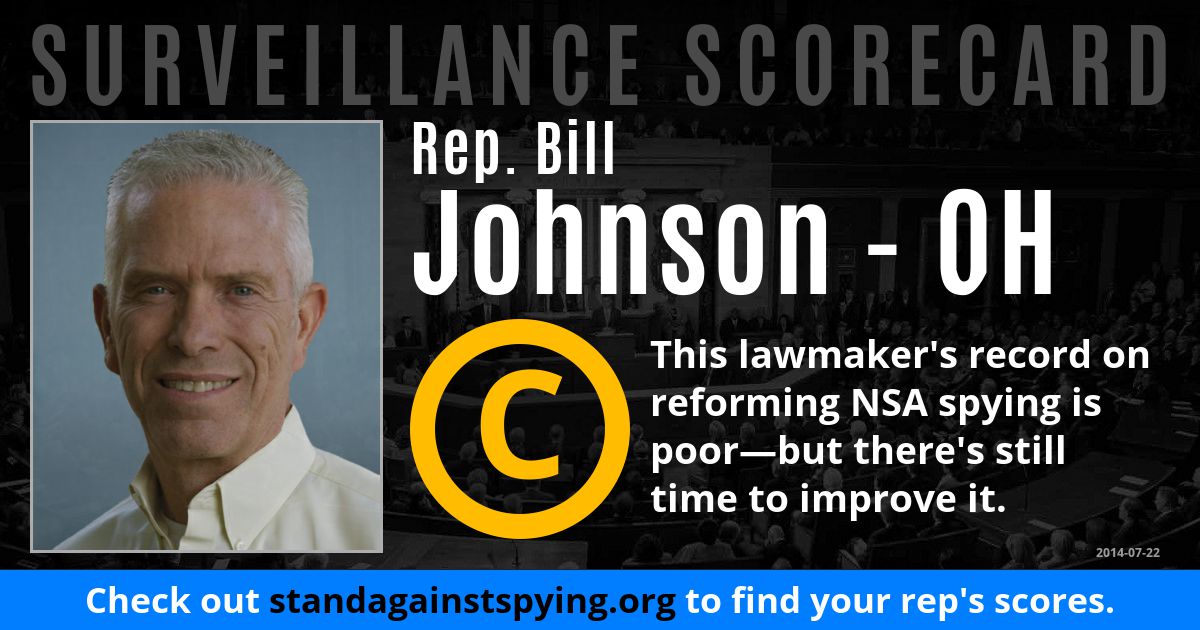 SURVEILLANCE SCORECARD
Rep. Bill
Johnson - OH
C
This lawmaker's record on
reforming NSA spying is
poor—but there's still
time to improve it.
2014-07-22
Check out standagainstspying.org to find your rep's scores.